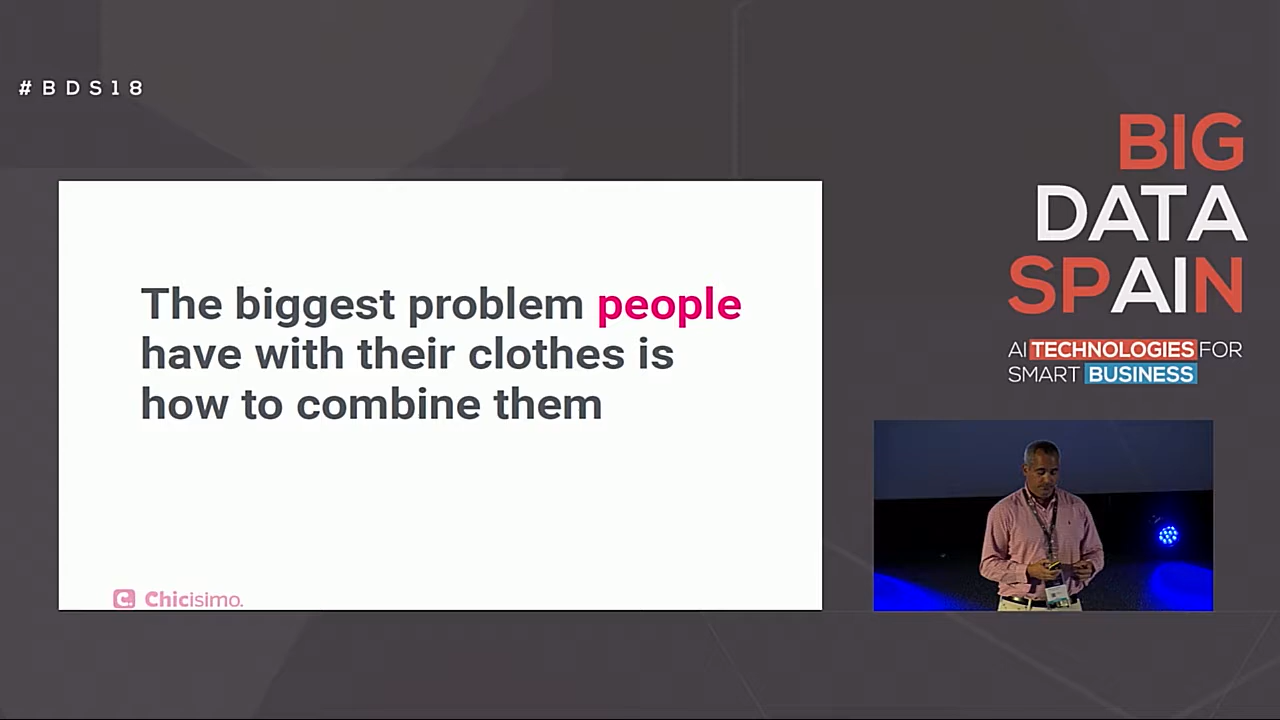 #BDS18
BIG
DATA
SPAIN
AI TECHNOLOGIES FOR
SMART BUSINESS
The biggest problem people
have with their clothes is
how to combine them
Chicisimo.